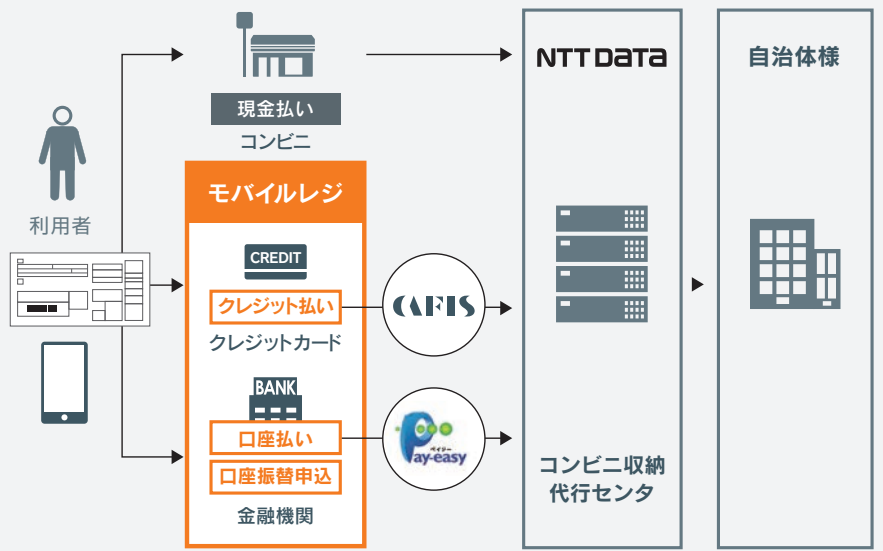 利用者
現金払い
コンビニ
モバイルレジ
CREDIT
クレジット払い
クレジットカード
BANK
口座払い
口座振替申込
金融機関
CAFIS
ペイジー
Pay-easy
NTT DATA
コンビニ収納
代行センタ
自治体様